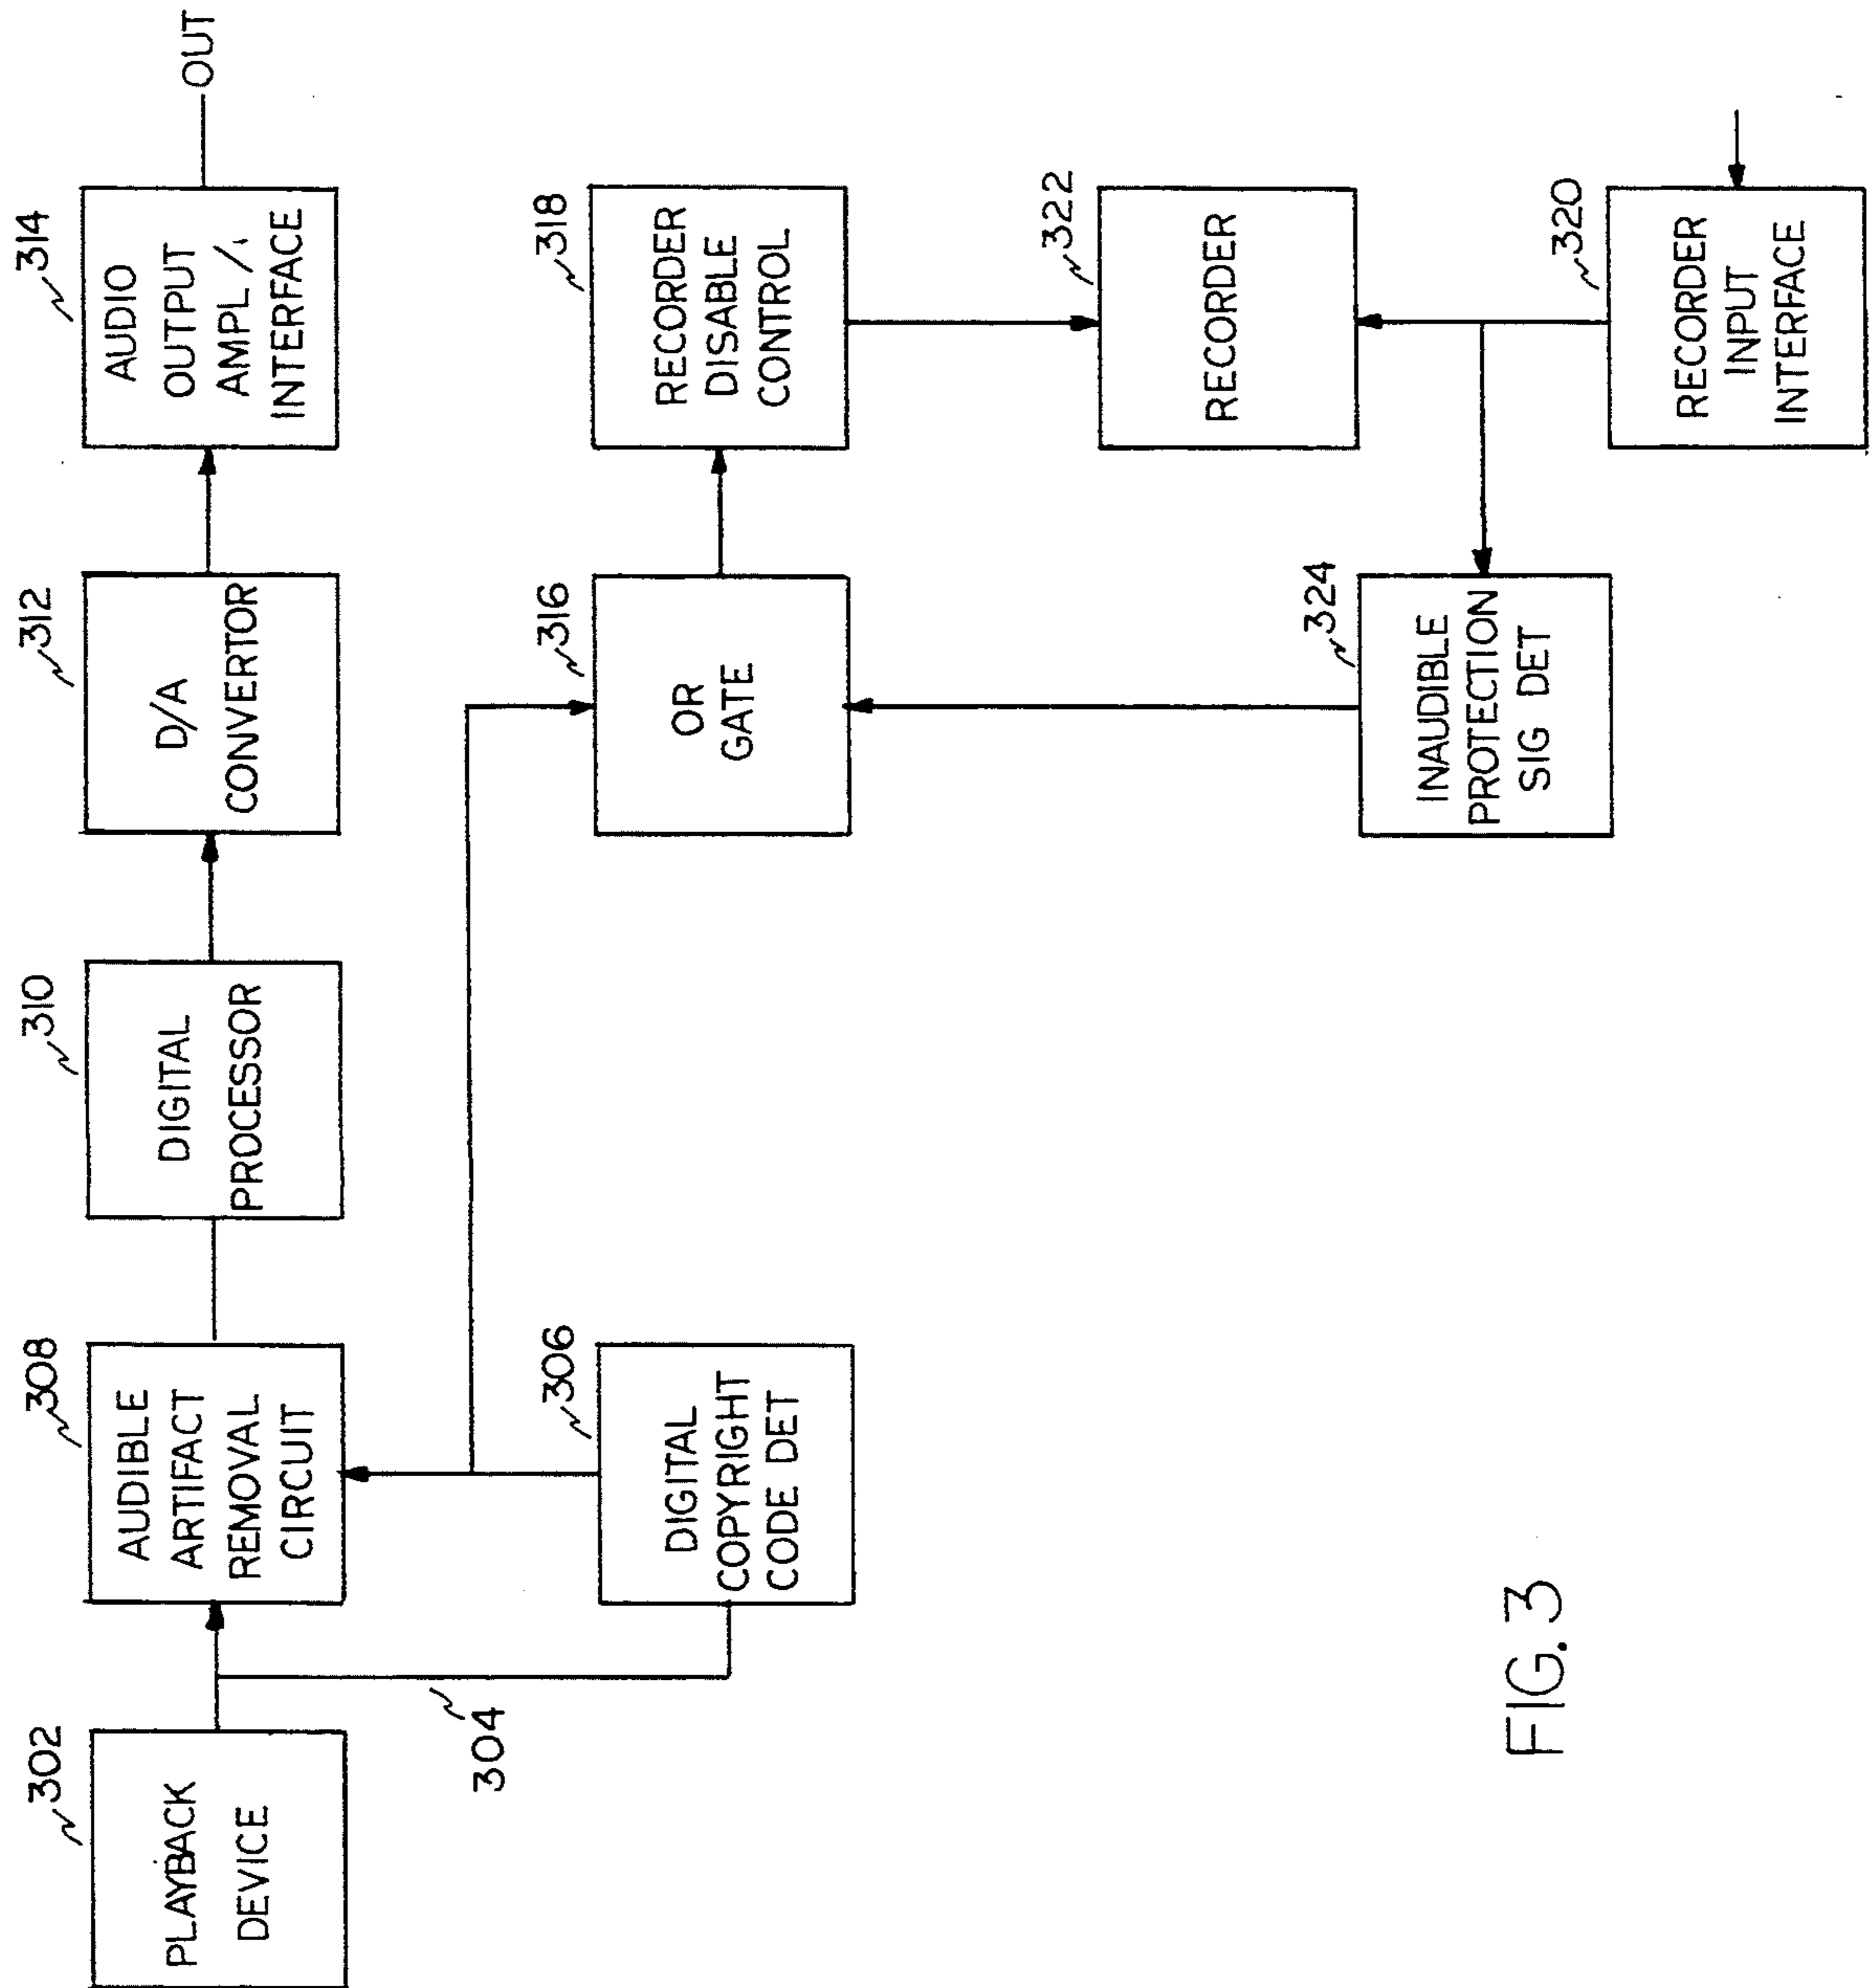 302
PLAYBACK
DEVICE
304
308
AUDIBLE
ARTIFACT
REMOVAL
CIRCUIT
306
DIGITAL
COPYRIGHT
CODE DET
310
DIGITAL
PROCESSOR
312
D/A
CONVERTOR
314
AUDIO
OUTPUT
AMPL /
INTERFACE
OUT
316
OR
GATE
318
RECORDER
DISABLE
CONTROL
322
RECORDER
324
INAUDIBLE
PROTECTION
SIG DET
320
RECORDER
INPUT
INTERFACE
FIG. 3